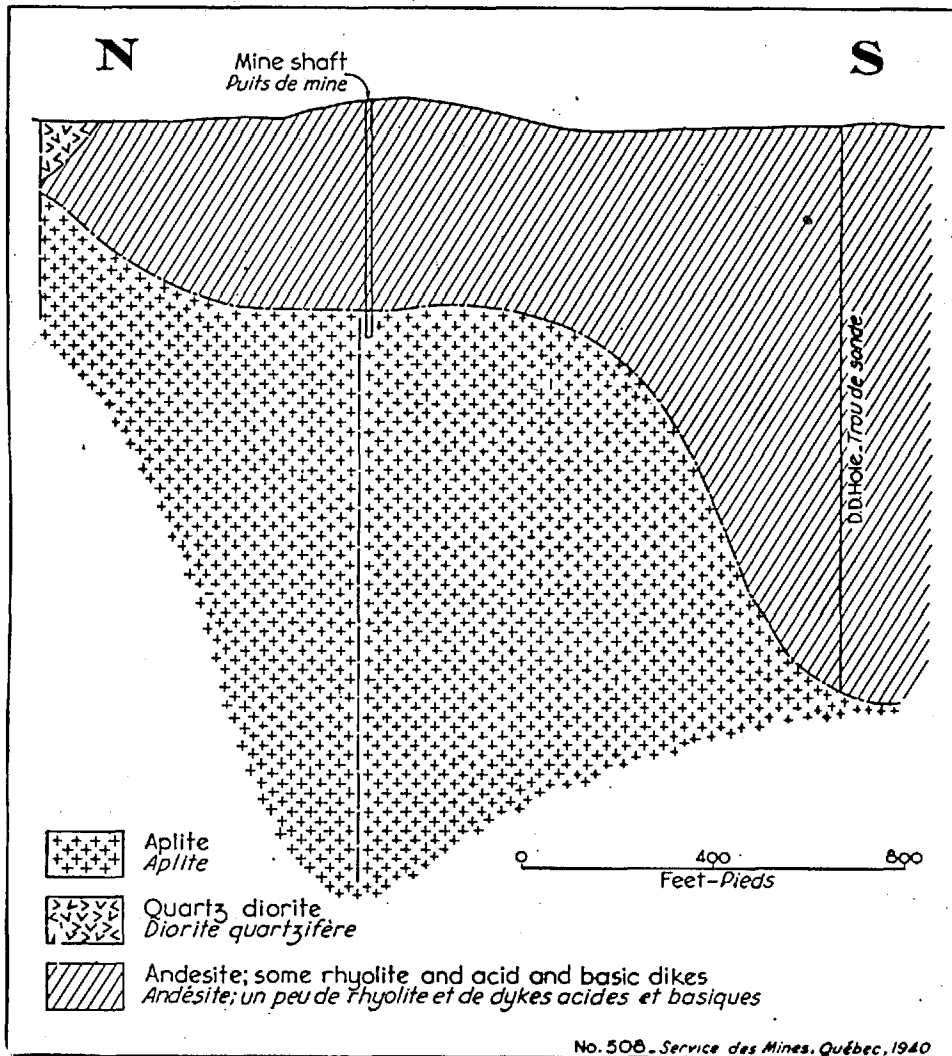 N
S
Mine shaft
Puits de mine
D.D.Hole. Trou de sonde
Aplite
Aplite
Quartz diorite
Diorite quartzifère
Andesite; some rhyolite and acid and basic dikes
Andésite; un peu de rhyolite et de dykes acides et basiques
0 400 800
Feet-Pieds
No. 508_Service des Mines, Québec, 1940